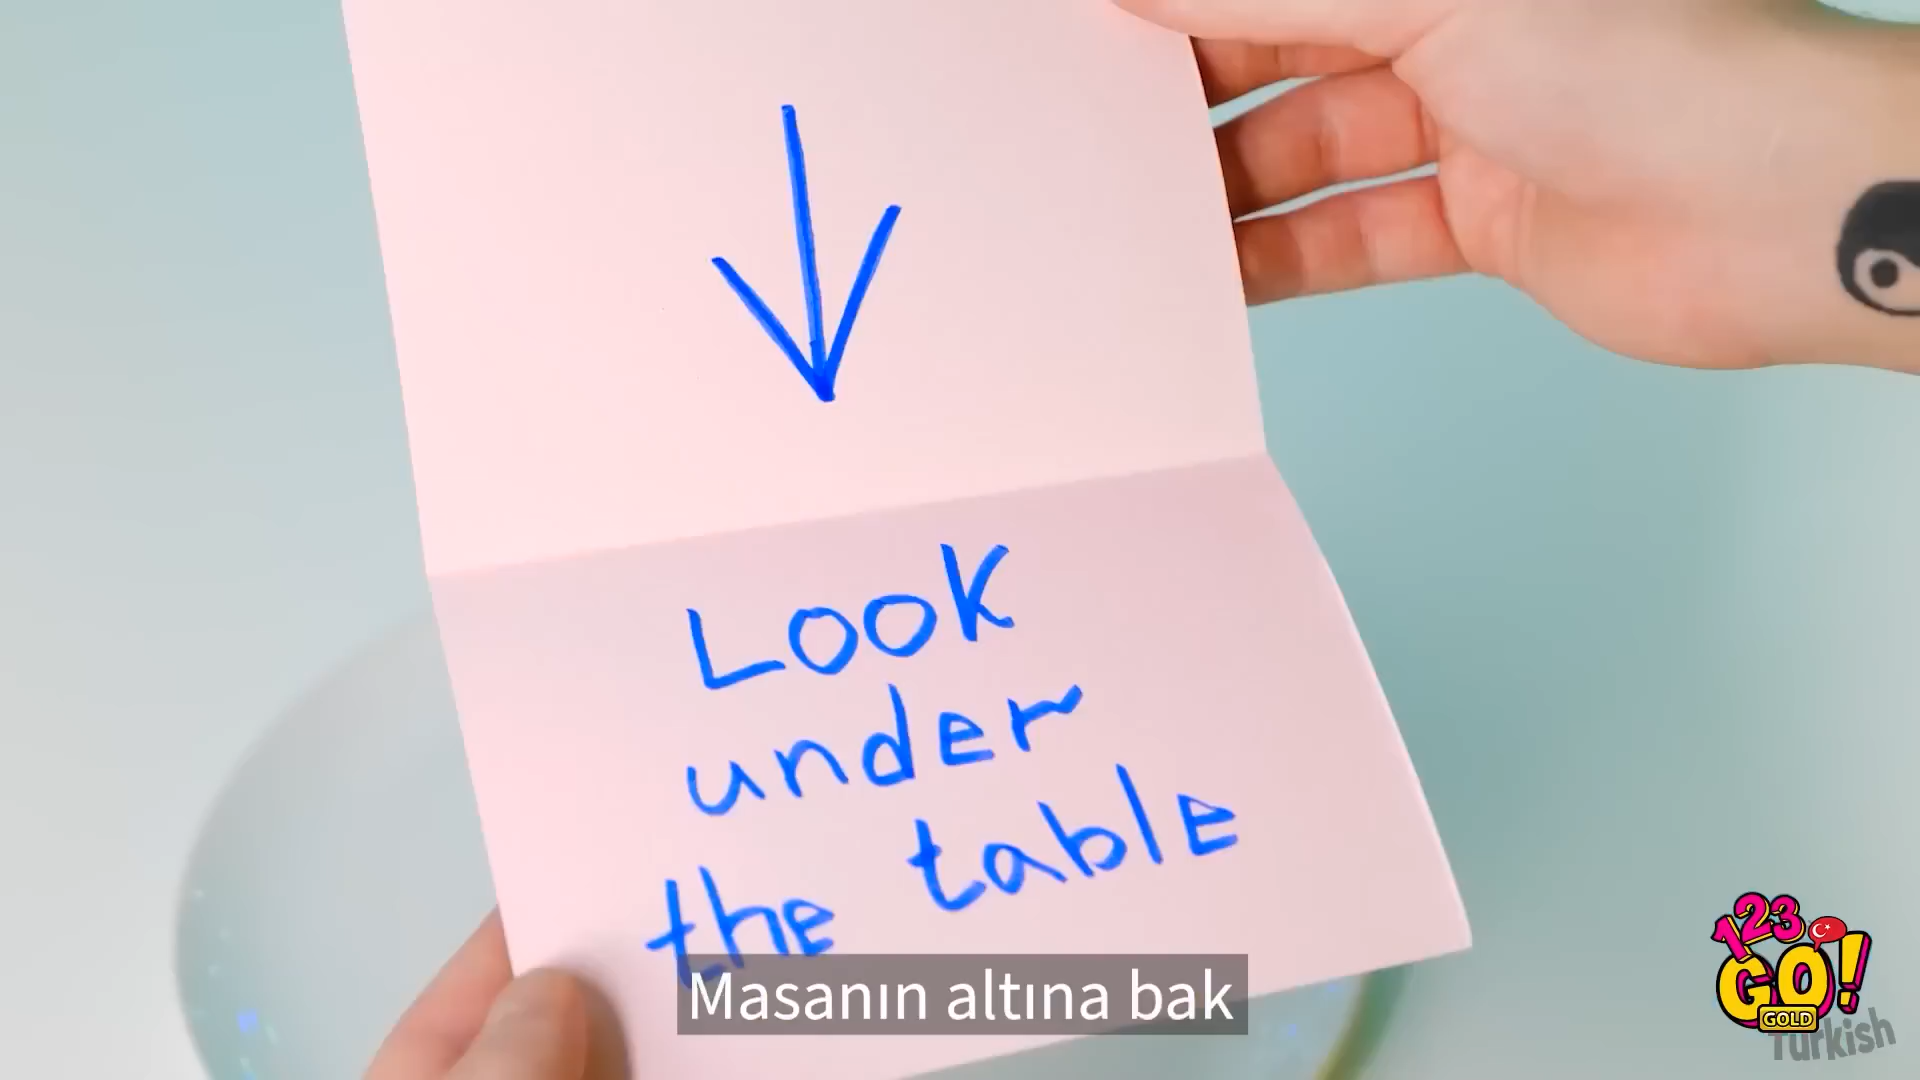 Look
under
the table
Masanın altına bak
123
GO!
GOLD
Turkish